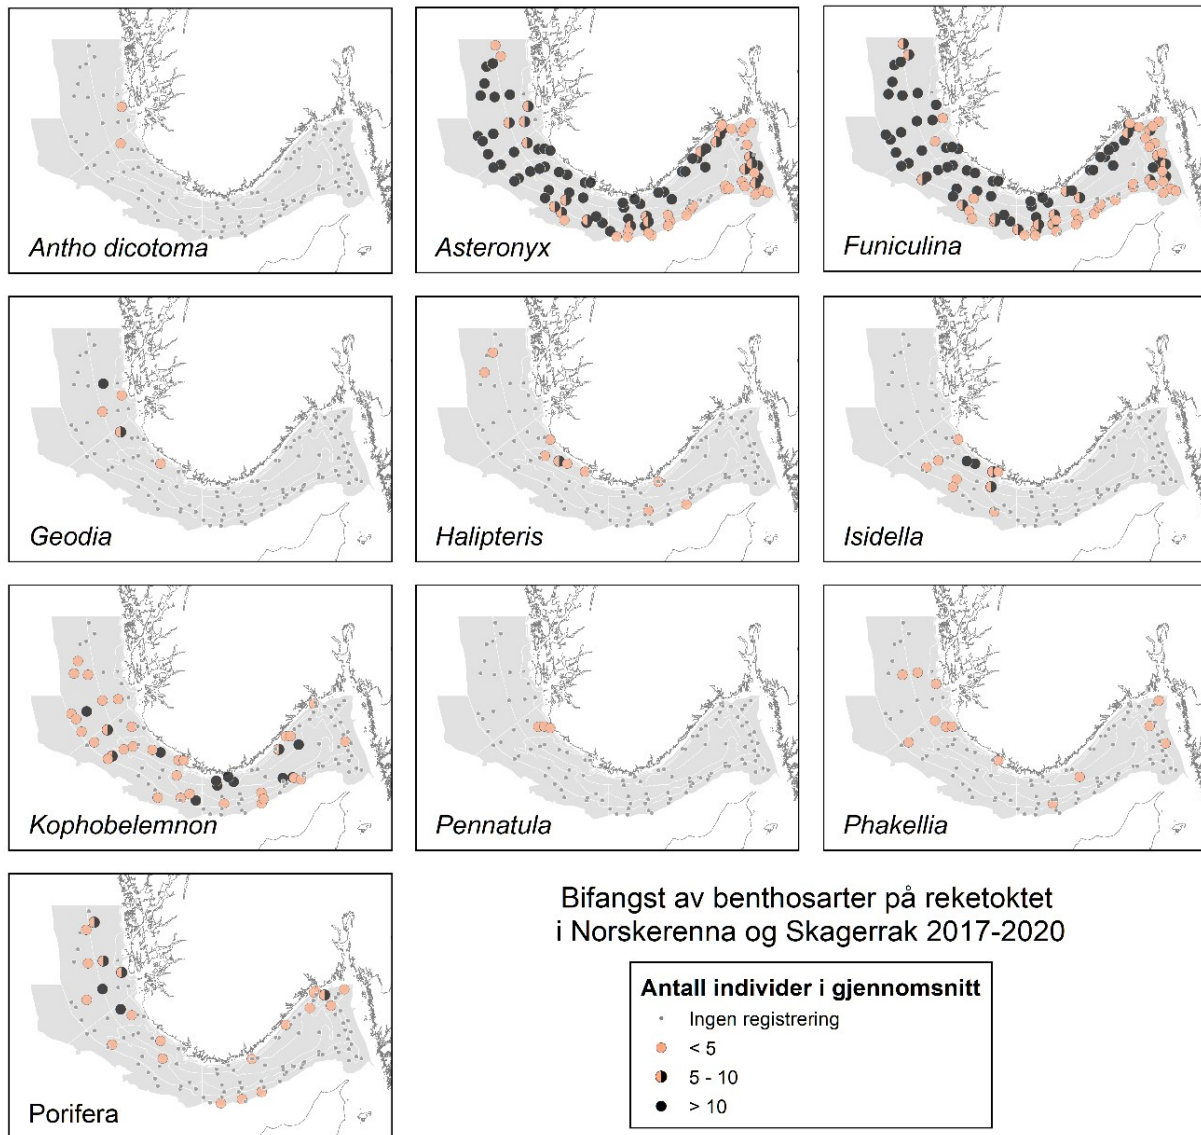 Antho dicotoma
Asteronyx
Funiculina
Geodia
Halipteris
Isidella
Kophobelemnon
Pennatula
Phakellia
Porifera
Bifangst av benthosarter på reketoktet
i Norskerenna og Skagerrak 2017-2020
Antall individer i gjennomsnitt
Ingen registrering
< 5
5 - 10
> 10